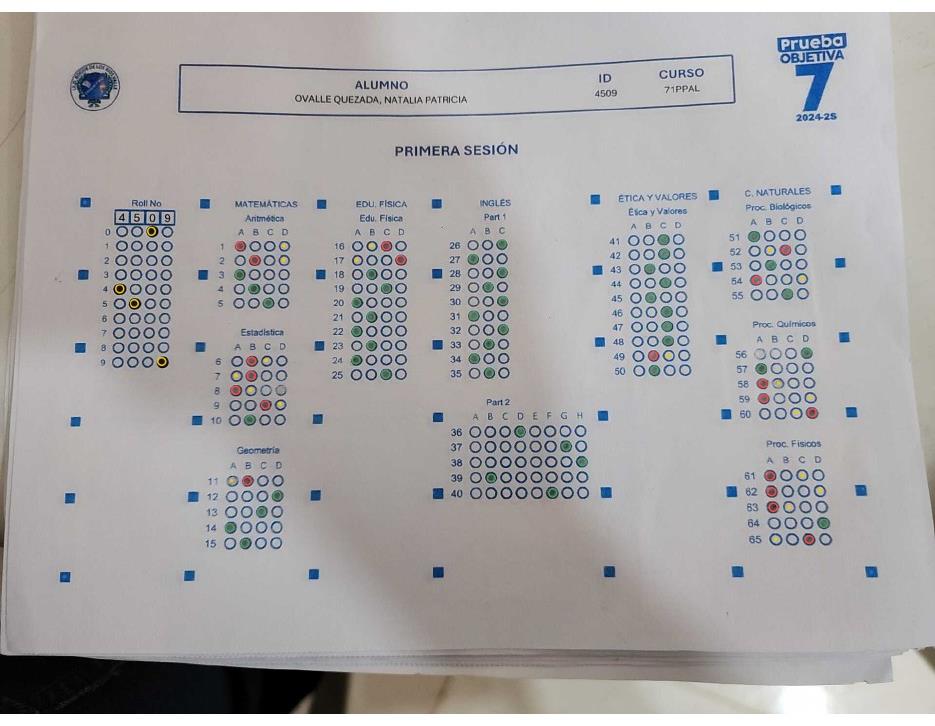 Prueba
OBJETIVA
7
2024-2S
ALUMNO
OVALLE QUEZADA, NATALIA PATRICIA
ID
4509
CURSO
71PPAL
PRIMERA SESIÓN
Roll No
4 5 0 9
0
1
2
3
4
5
6
7
8
9
MATEMÁTICAS
Aritmética
A B C D
1
2
3
4
5
Estadística
A B C D
6
7
8
9
10
Geometría
A B C D
11
12
13
14
15
EDU. FÍSICA
Edu. Física
A B C D
16
17
18
19
20
21
22
23
24
25
INGLÉS
Part 1
A B C
26
27
28
29
30
31
32
33
34
35
Part 2
A B C D E F G H
36
37
38
39
40
ÉTICA Y VALORES
Ética y Valores
A B C D
41
42
43
44
45
46
47
48
49
50
C. NATURALES
Proc. Biológicos
A B C D
51
52
53
54
55
Proc. Químicos
A B C D
56
57
58
59
60
Proc. Físicos
A B C D
61
62
63
64
65